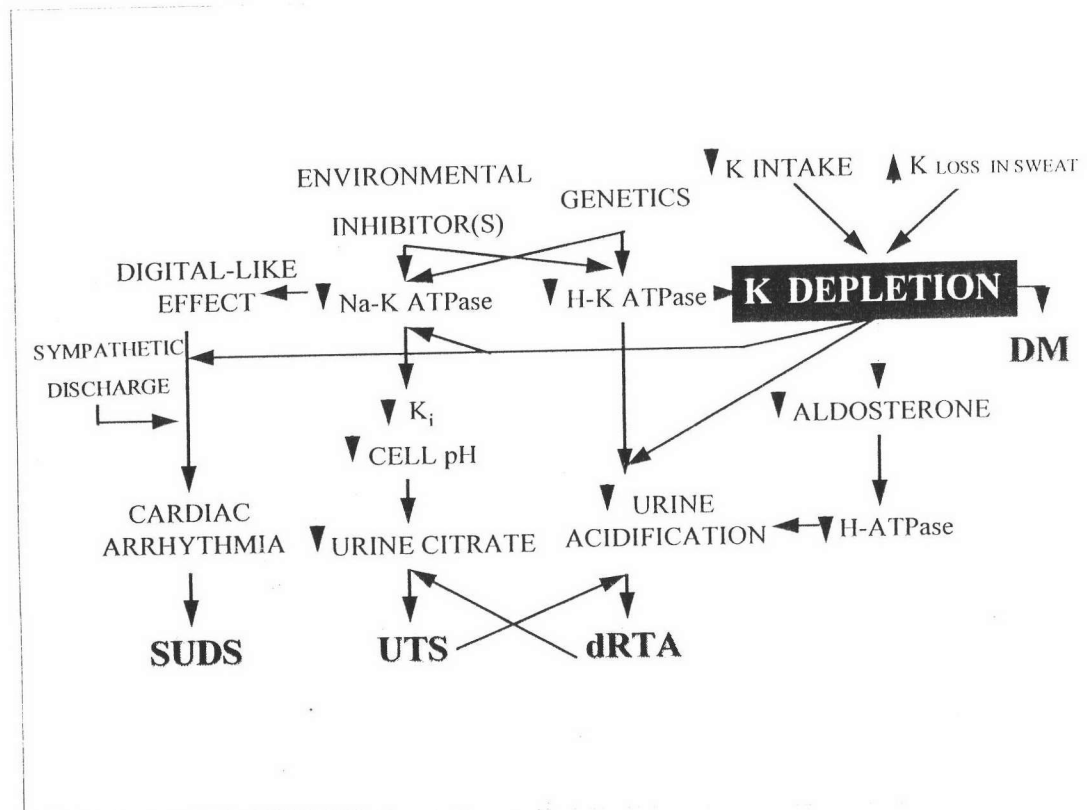 K INTAKE
K LOSS IN SWEAT
ENVIRONMENTAL
INHIBITOR(S)
GENETICS
DIGITAL-LIKE
EFFECT
Na-K ATPase
H-K ATPase
K DEPLETION
DM
SYMPATHETIC
DISCHARGE
Ki
CELL pH
ALDOSTERONE
CARDIAC
ARRHYTHMIA
URINE CITRATE
URINE
ACIDIFICATION
H-ATPase
SUDS
UTS
dRTA